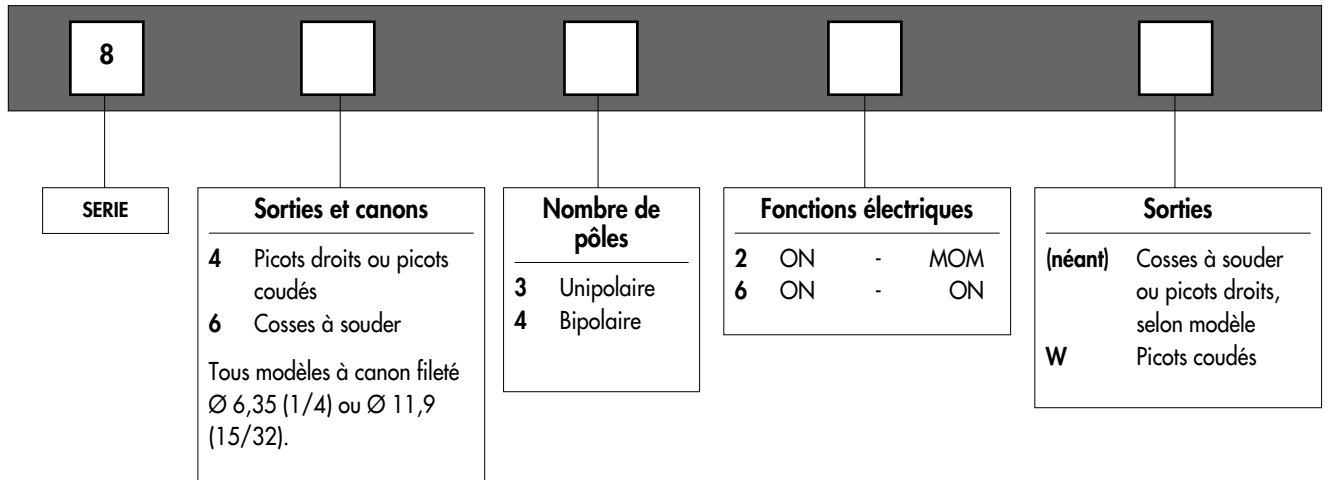 8
SERIE
Sorties et canons
4 Picots droits ou picots
coudés
6 Cosses à souder
Tous modèles à canon fileté
Ø 6,35 (1/4) ou Ø 11,9
(15/32).
Nombre de
pôles
3 Unipolaire
4 Bipolaire
Fonctions électriques
2 ON - MOM
6 ON - ON
Sorties
(néant) Cosses à souder
ou picots droits,
selon modèle
W Picots coudés